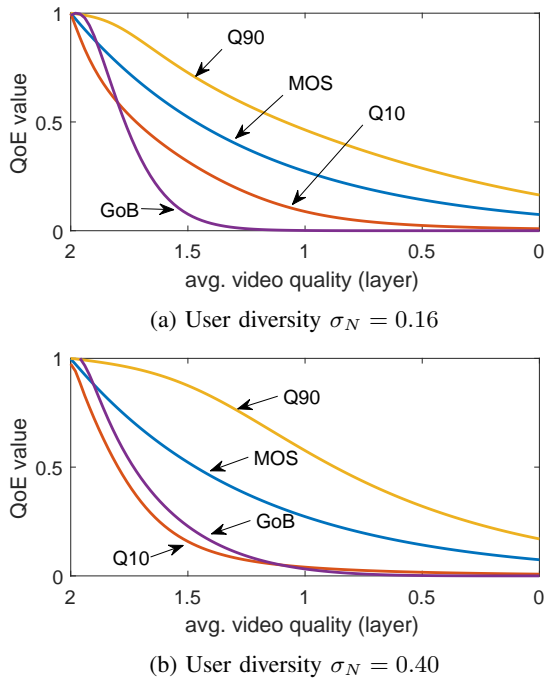 1
Q90
MOS
Q10
0.5
QoE value
GoB
0
2
1.5
1
0.5
0
avg. video quality (layer)
(a) User diversity σ_N = 0.16
1
Q90
MOS
0.5
QoE value
GoB
Q10
0
2
1.5
1
0.5
0
avg. video quality (layer)
(b) User diversity σ_N = 0.40